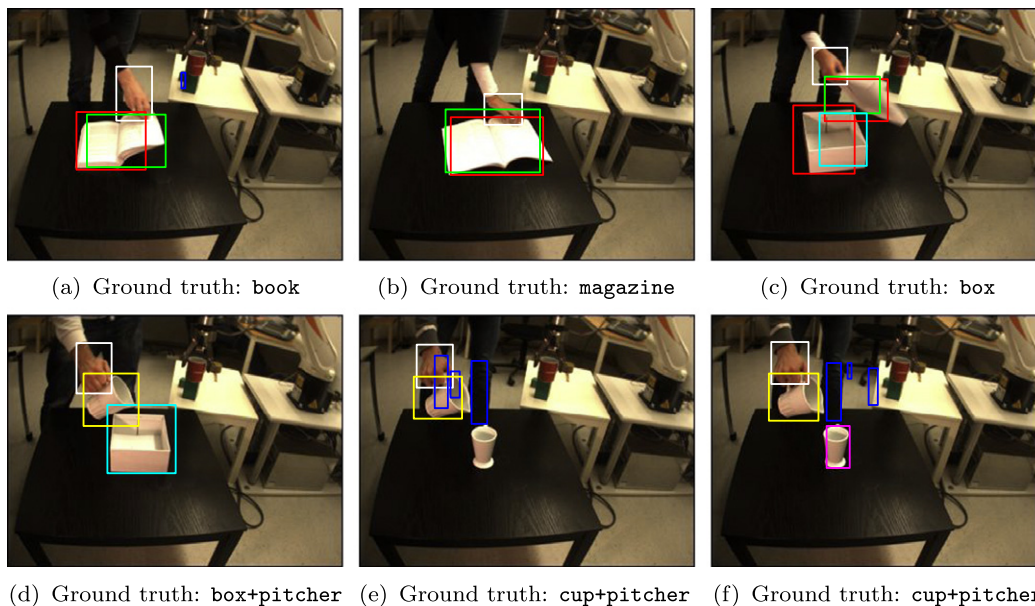 (a) Ground truth: book
(b) Ground truth: magazine
(c) Ground truth: box
(d) Ground truth: box+pitcher
(e) Ground truth: cup+pitcher
(f) Ground truth: cup+pitche